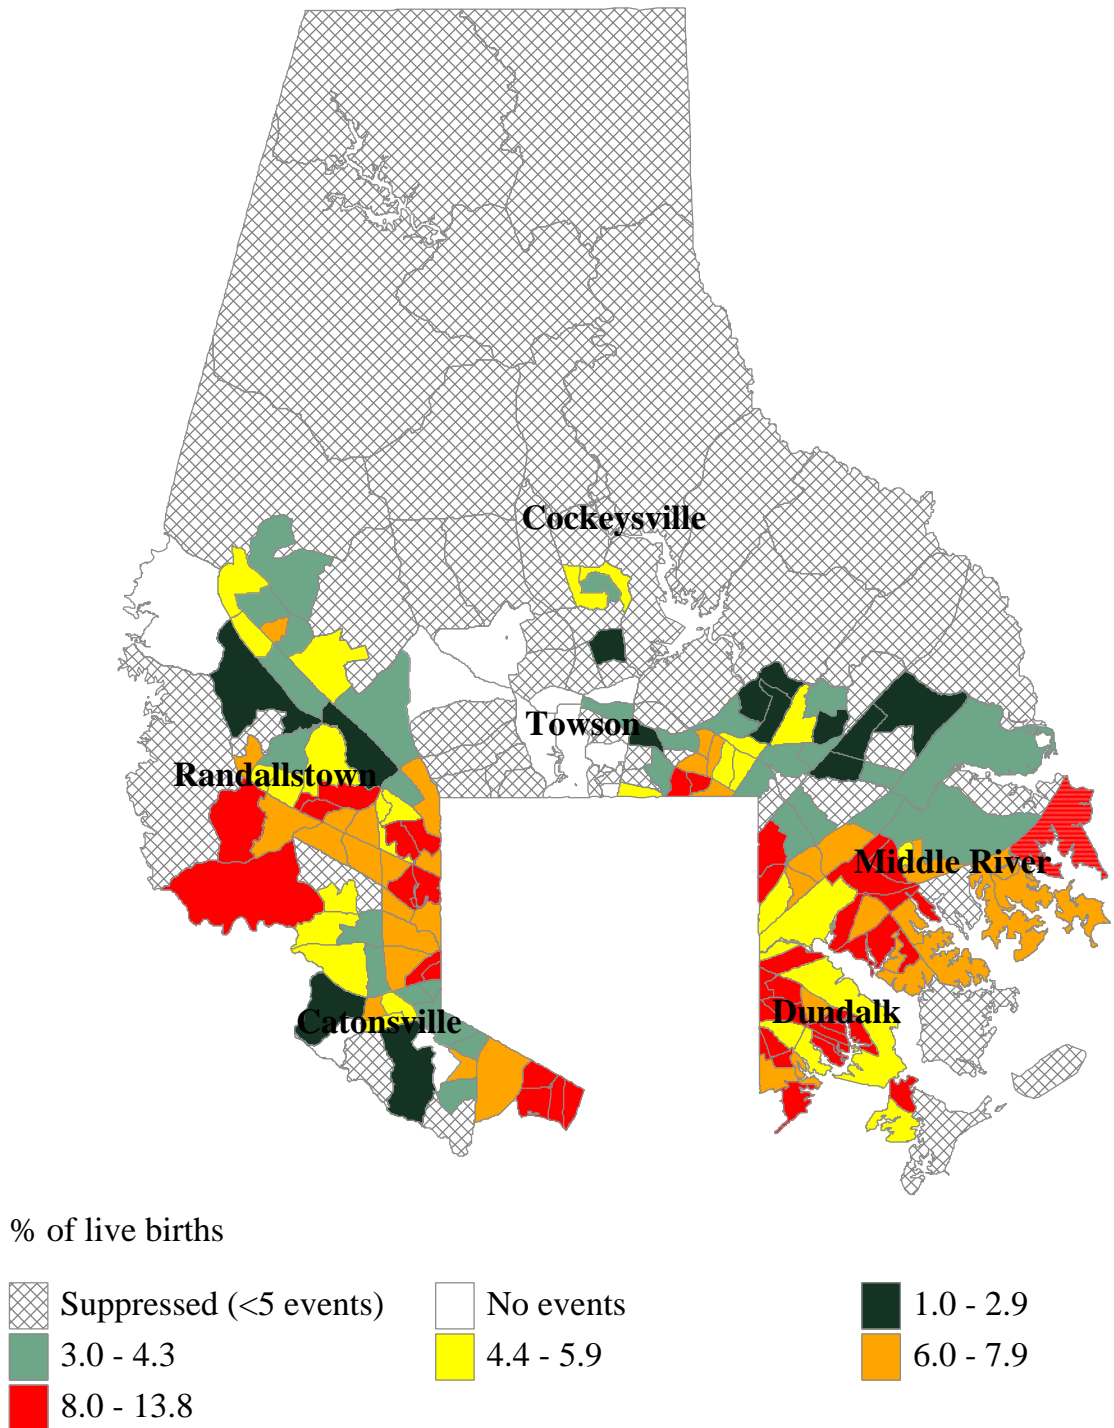 Cockeysville
Towson
Randallstown
Middle River
Dundalk
Catonsville
% of live births
Suppressed (<5 events)
No events
1.0 - 2.9
3.0 - 4.3
4.4 - 5.9
6.0 - 7.9
8.0 - 13.8